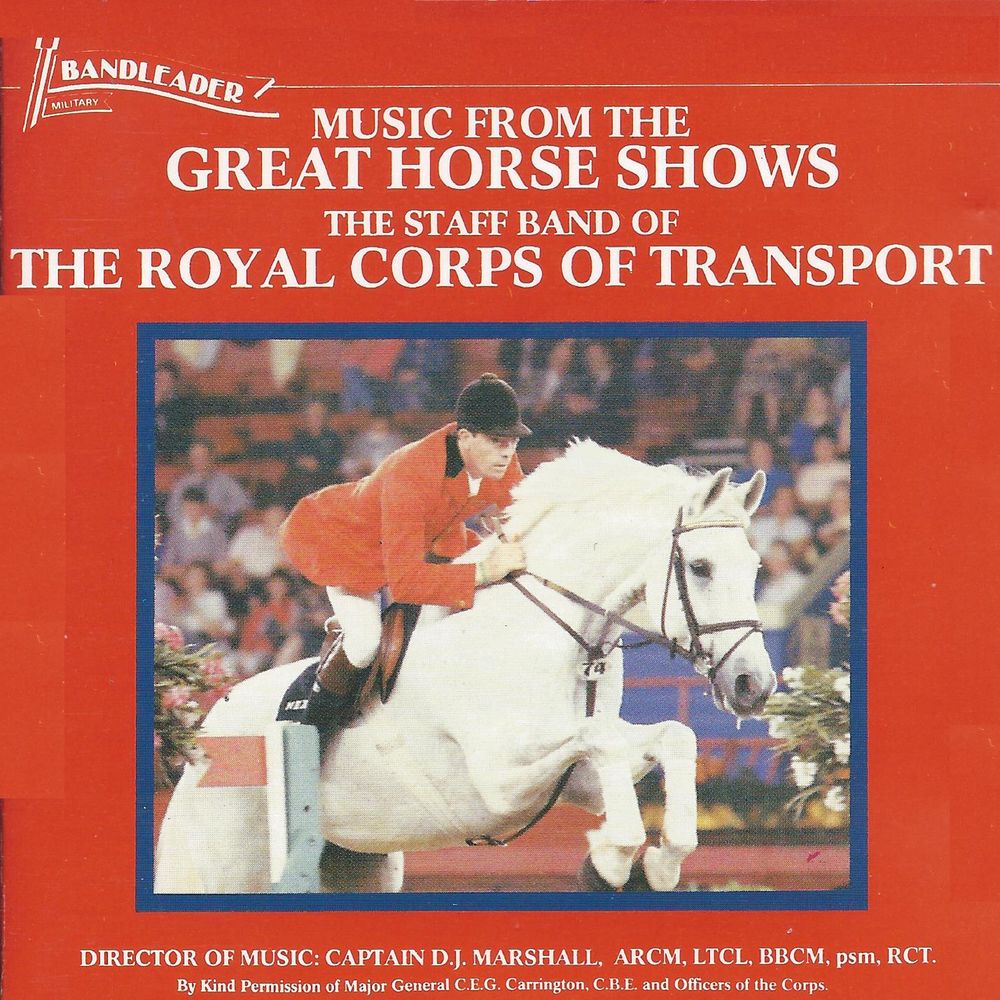 BANDLEADER
MILITARY
MUSIC FROM THE
GREAT HORSE SHOWS
THE STAFF BAND OF
THE ROYAL CORPS OF TRANSPORT
74
MEX
DIRECTOR OF MUSIC: CAPTAIN D.J. MARSHALL, ARCM, LTCL, BBCM, psm, RCT.
By Kind Permission of Major General C.E.G. Carrington, C.B.E. and Officers of the Corps.